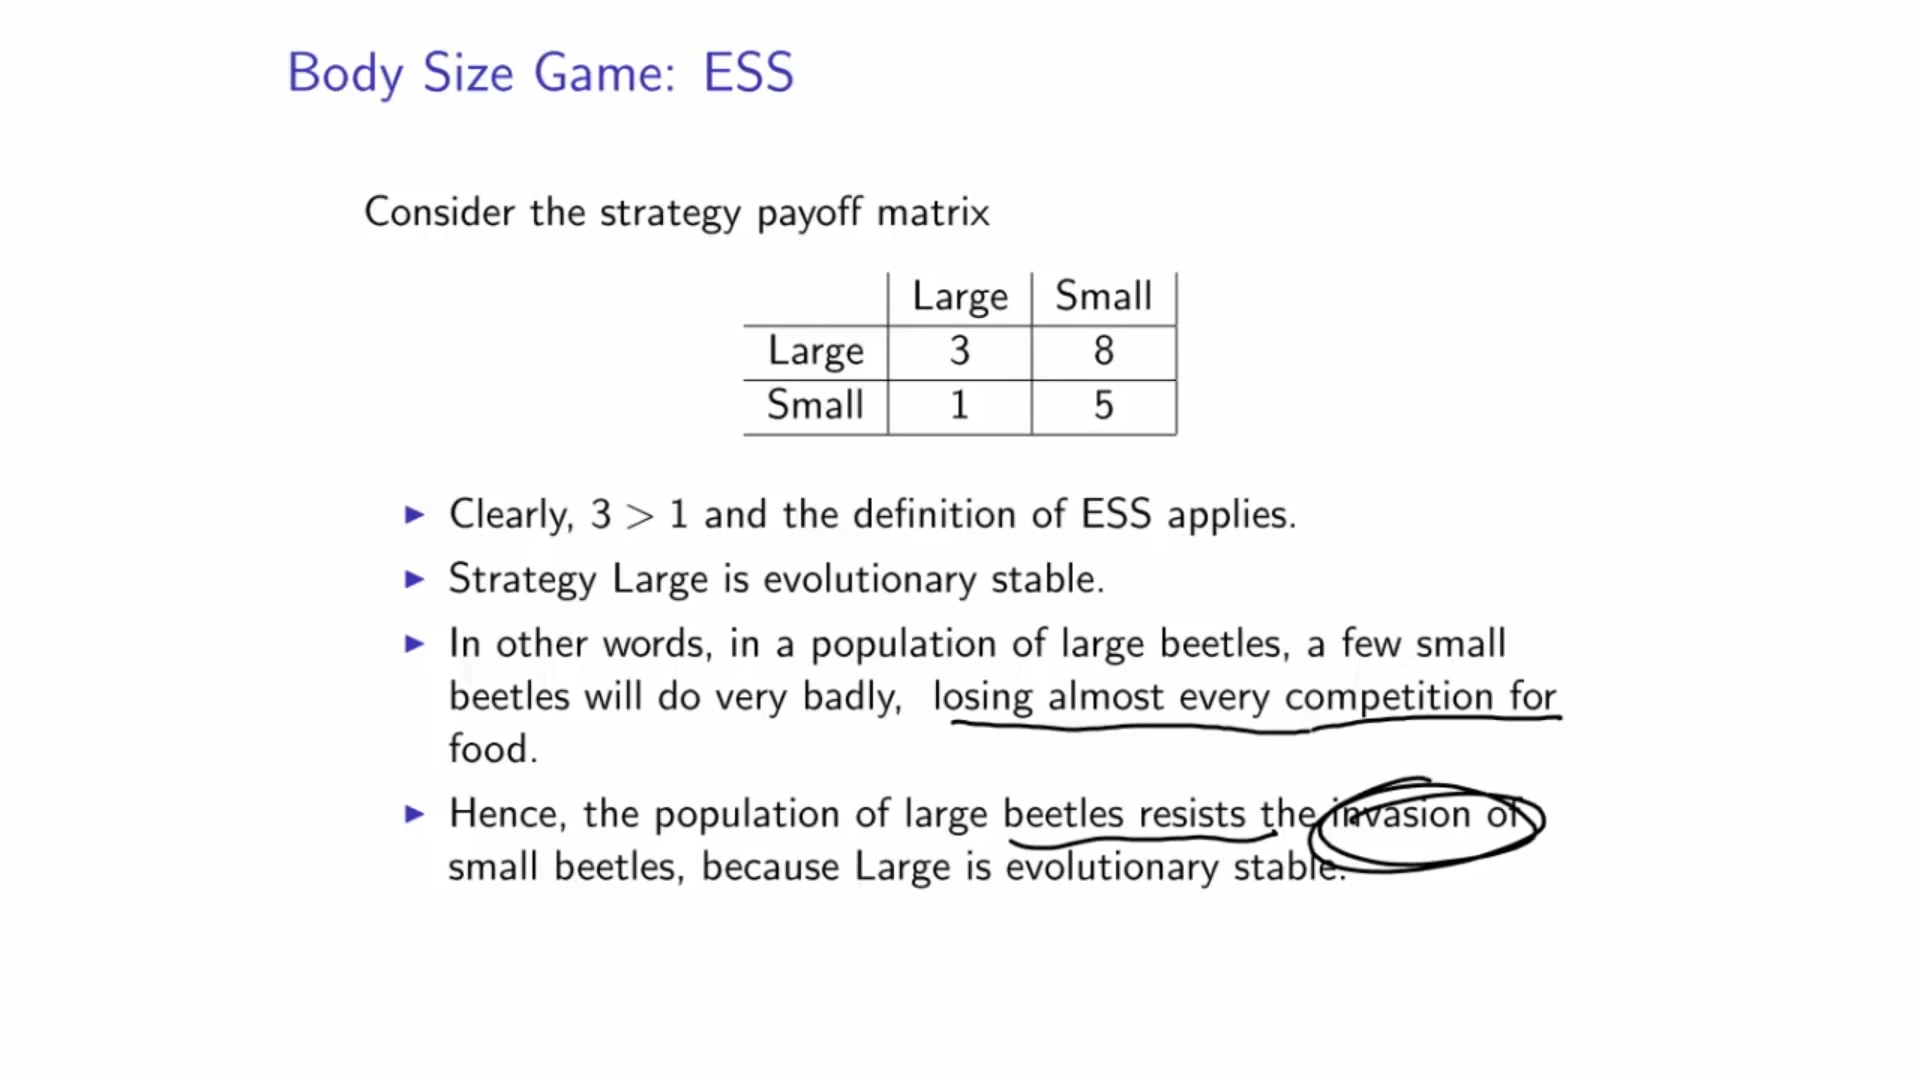 Body Size Game: ESS
Consider the strategy payoff matrix
Large Small
Large 3 8
Small 1 5
Clearly, 3 > 1 and the definition of ESS applies.
Strategy Large is evolutionary stable.
In other words, in a population of large beetles, a few small
beetles will do very badly, losing almost every competition for
food.
Hence, the population of large beetles resists the invasion of
small beetles, because Large is evolutionary stable.